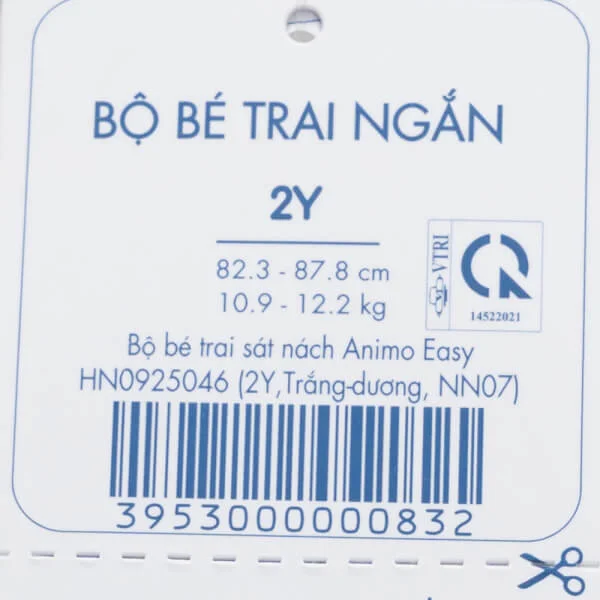 BỘ BÉ TRAI NGẮN
2Y
82.3 - 87.8 cm
10.9 - 12.2 kg
VTRI
14522021
Bộ bé trai sát nách Animo Easy
HN0925046 (2Y,Trắng-dương, NN07)
3953000000832